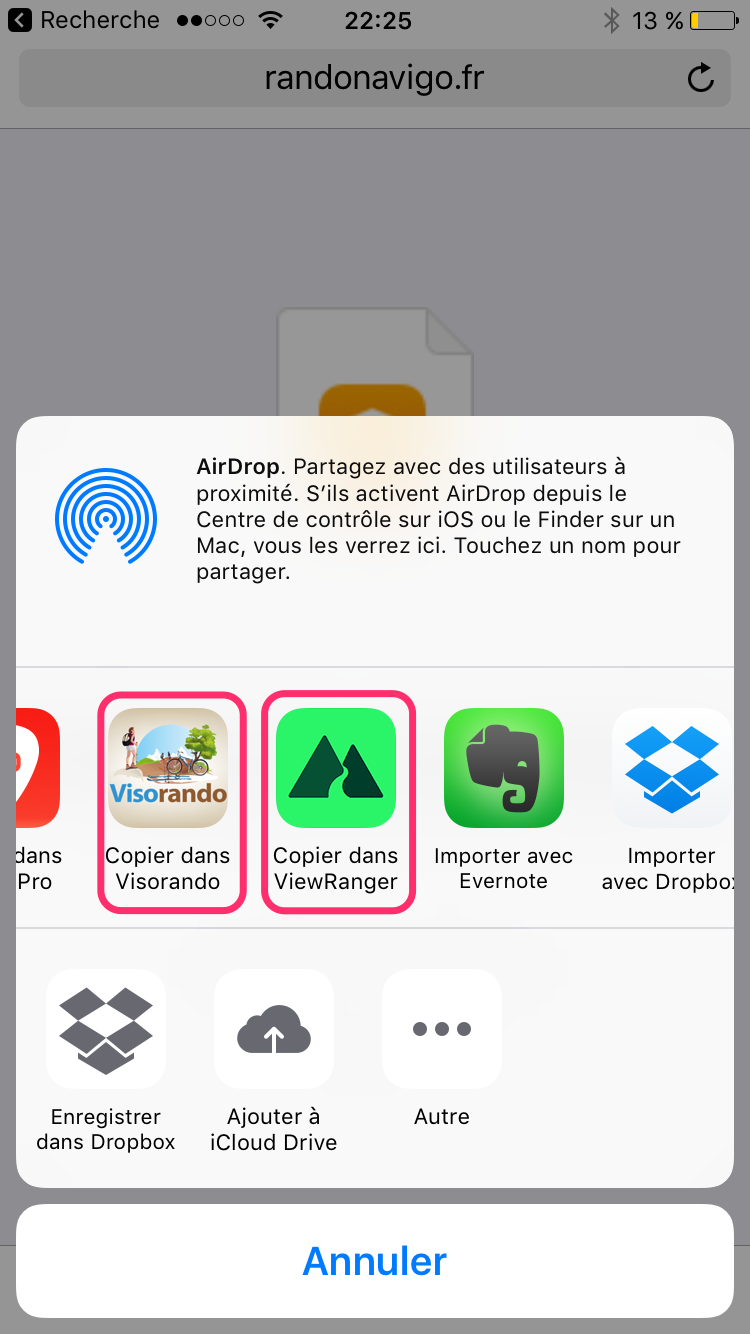 Recherche 22:25 13 %
randonavigo.fr
AirDrop. Partagez avec des utilisateurs à
proximité. S’ils activent AirDrop depuis le
Centre de contrôle sur iOS ou le Finder sur un
Mac, vous les verrez ici. Touchez un nom pour
partager.
Visorando
dans
Pro
Copier dans
Visorando
Copier dans
ViewRanger
Importer avec
Evernote
Importer
avec Dropbox
Enregistrer
dans Dropbox
Ajouter à
iCloud Drive
Autre
Annuler